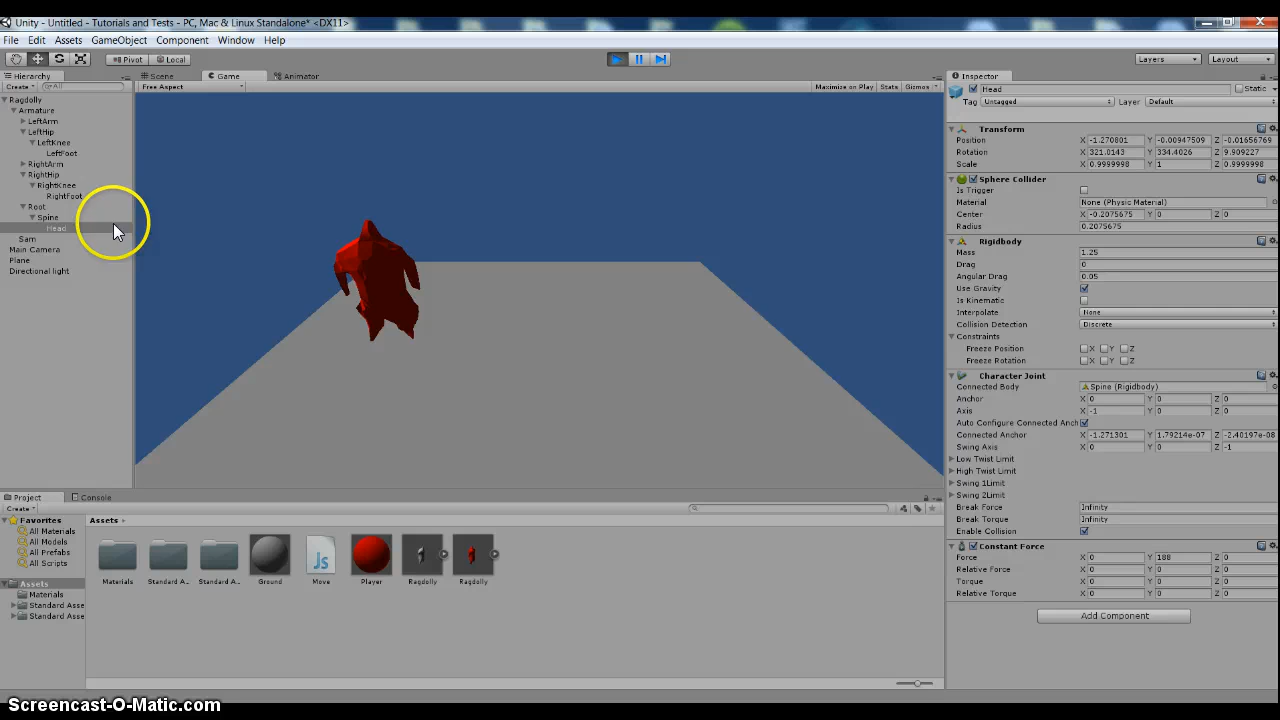 Unity - Untitled - Tutorials and Tests - PC, Mac & Linux Standalone* <DX11>
File Edit Assets GameObject Component Window Help
Pivot Local Layers Layout
Hierarchy Scene Game Animator Inspector
Create All Free Aspect Maximize on Play Stats Gizmos
Ragdolly
Armature
LeftArm
LeftHip
LeftKnee
LeftFoot
RightArm
RightHip
RightKnee
RightFoot
Root
Spine
Head
Sam
Main Camera
Plane
Directional light
Head Static
Tag Untagged Layer Default
Transform
Position X -1.270801 Y -0.00947509 Z -0.01656769
Rotation X 321.0143 Y 334.4026 Z 9.909227
Scale X 0.9999998 Y 1 Z 0.9999998
Sphere Collider
Is Trigger
Material None (Physic Material)
Center X -0.2075675 Y 0 Z 0
Radius 0.2075675
Rigidbody
Mass 1.25
Drag 0
Angular Drag 0.05
Use Gravity
Is Kinematic
Interpolate None
Collision Detection Discrete
Constraints
Freeze Position X Y Z
Freeze Rotation X Y Z
Character Joint
Connected Body Spine (Rigidbody)
Anchor X 0 Y 0 Z 0
Axis X -1 Y 0 Z 0
Auto Configure Connected Anch
Connected Anchor X -1.271301 Y 1.79214e-07 Z -2.40197e-08
Swing Axis X 0 Y 0 Z -1
Low Twist Limit
High Twist Limit
Swing 1Limit
Swing 2Limit
Break Force Infinity
Break Torque Infinity
Enable Collision
Constant Force
Force X 0 Y 188 Z 0
Relative Force X 0 Y 0 Z 0
Torque X 0 Y 0 Z 0
Relative Torque X 0 Y 0 Z 0
Add Component
Project Console
Create
Favorites
All Materials
All Models
All Prefabs
All Scripts
Assets
Materials
Standard Asse
Standard Asse
Assets
Js
Materials Standard A... Standard A... Ground Move Player Ragdolly Ragdolly
Screencast-O-Matic.com